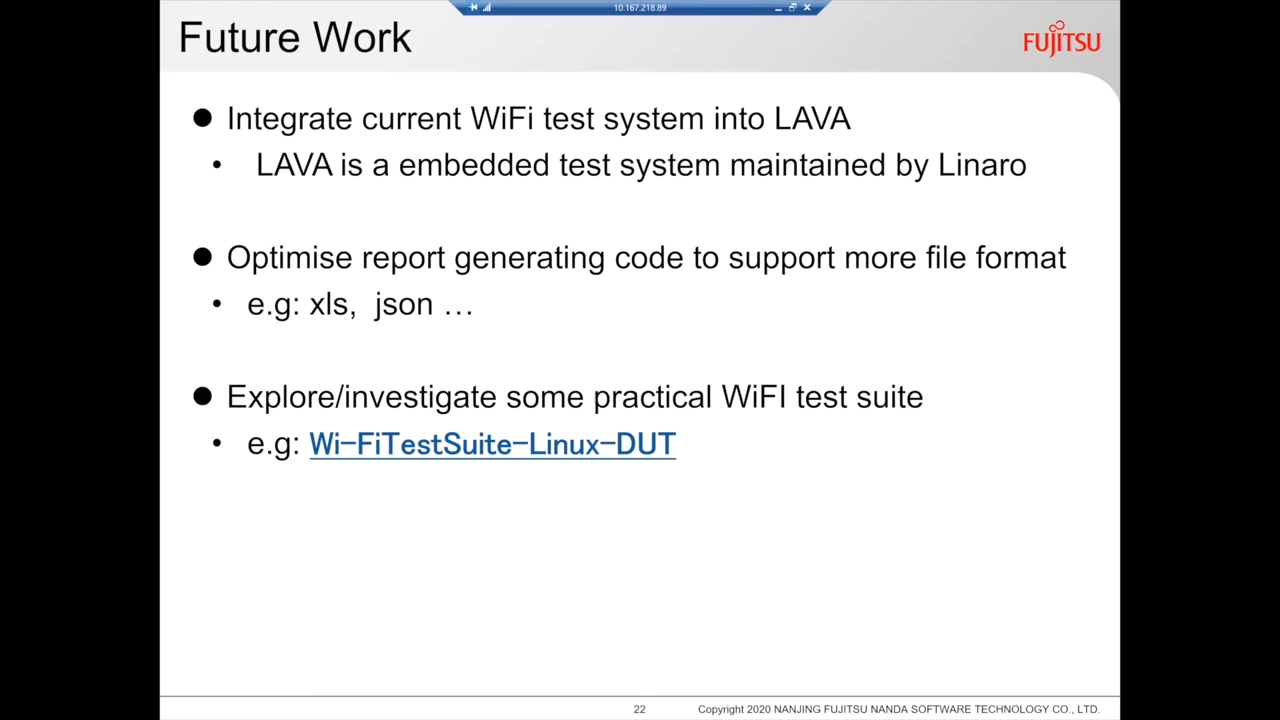 10.167.218.89
Future Work
FUJITSU
● Integrate current WiFi test system into LAVA
• LAVA is a embedded test system maintained by Linaro
● Optimise report generating code to support more file format
• e.g: xls, json …
● Explore/investigate some practical WiFI test suite
• e.g: Wi-FiTestSuite-Linux-DUT
22
Copyright 2020 NANJING FUJITSU NANDA SOFTWARE TECHNOLOGY CO., LTD.